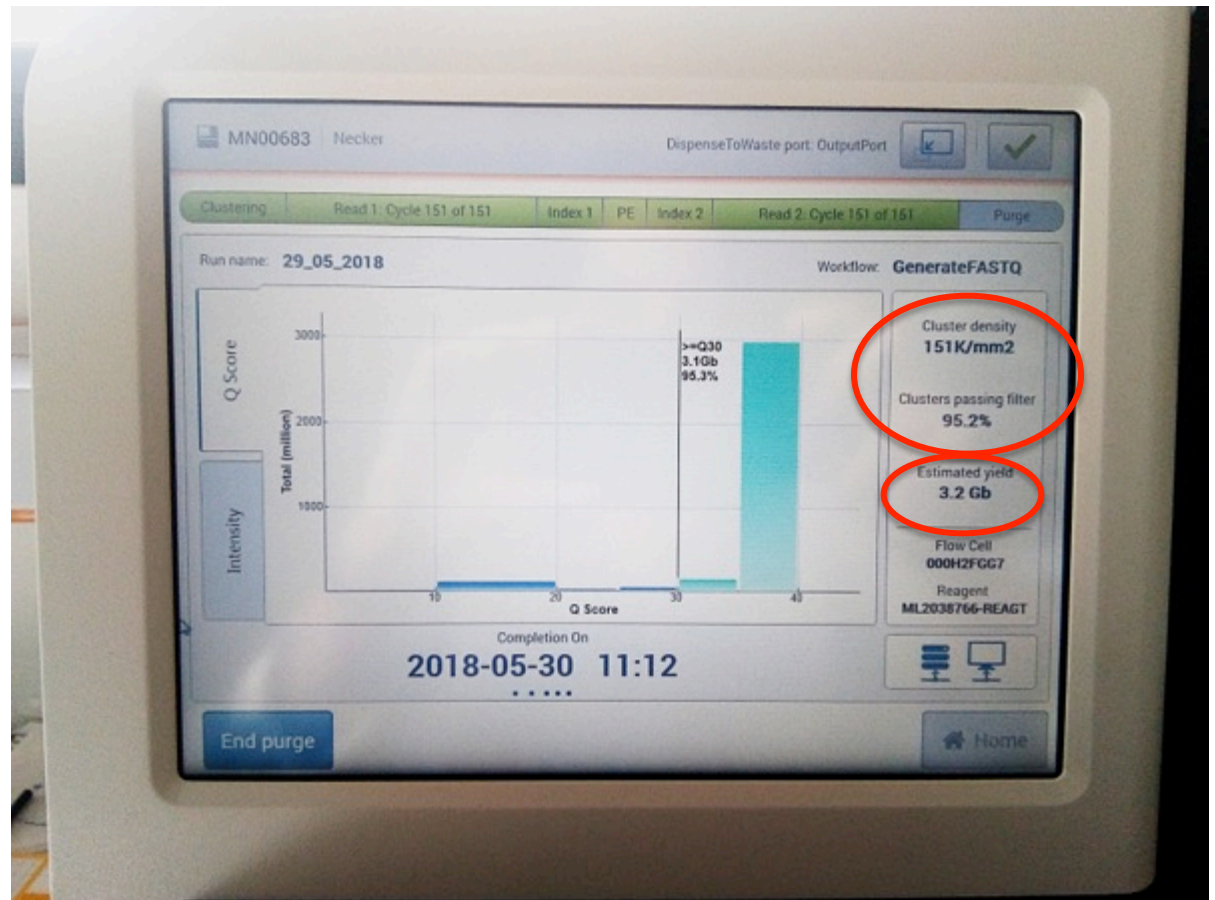 MN00683 Necker DispenseToWaste port: OutputPort
Clustering Read 1: Cycle 151 of 151 Index 1 PE Index 2 Read 2: Cycle 151 of 151 Purge
Run name: 29_05_2018 Workflow: GenerateFASTQ
Q Score
Intensity
Total (million)
3000
2000
1000
>=Q30
3.1Gb
95.3%
10 20 30 40
Q Score
Cluster density
151K/mm2
Clusters passing filter
95.2%
Estimated yield
3.2 Gb
Flow Cell
000H2FGG7
Reagent
ML2038766-REAGT
Completion On
2018-05-30 11:12
End purge
Home